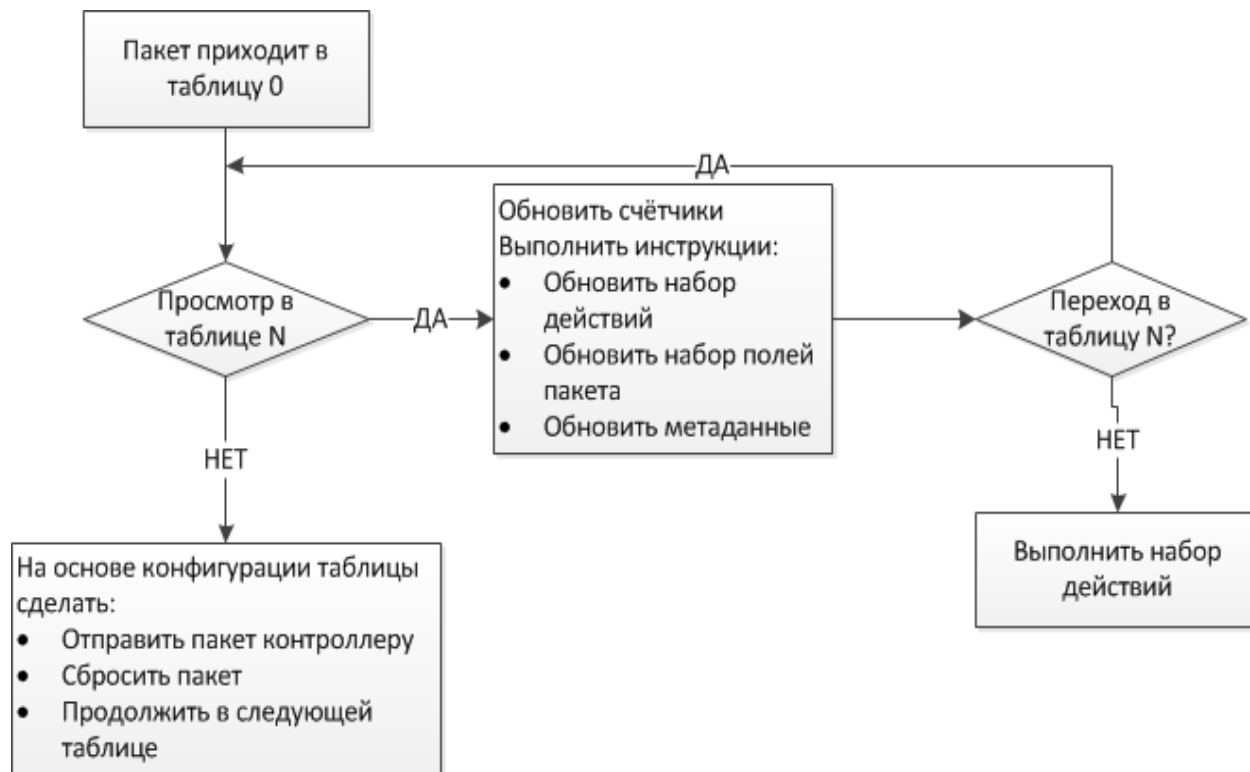 Пакет приходит в
таблицу 0
ДА
Обновить счётчики
Выполнить инструкции:
• Обновить набор
действий
• Обновить набор полей
пакета
• Обновить метаданные
Просмотр в
таблице N
ДА
Переход в
таблицу N?
НЕТ
НЕТ
На основе конфигурации таблицы
сделать:
• Отправить пакет контроллеру
• Сбросить пакет
• Продолжить в следующей
таблице
Выполнить набор
действий